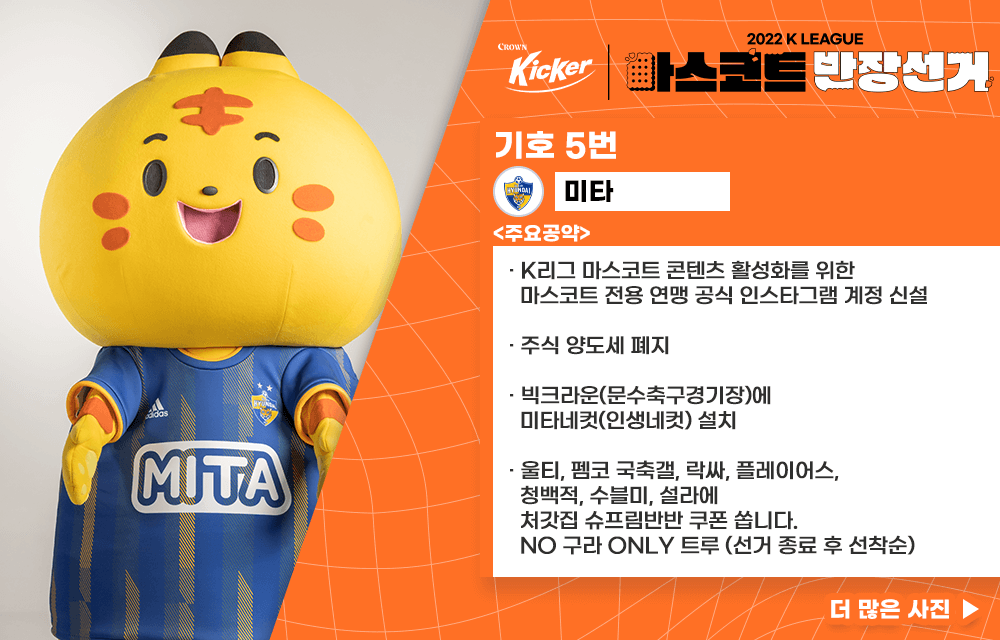 CROWN
Kicker
2022 K LEAGUE
마스코트 반장선거
기호 5번
HYUNDAI
미타
<주요공약>
· K리그 마스코트 콘텐츠 활성화를 위한
마스코트 전용 연맹 공식 인스타그램 계정 신설
· 주식 양도세 폐지
· 빅크라운(문수축구경기장)에
미타네컷(인생네컷) 설치
· 울티, 펨코 국축갤, 락싸, 플레이어스,
청백적, 수블미, 설라에
처갓집 슈프림반반 쿠폰 쏩니다.
NO 구라 ONLY 트루 (선거 종료 후 선착순)
더 많은 사진 ▶
adidas
HYUNDAI
MITA